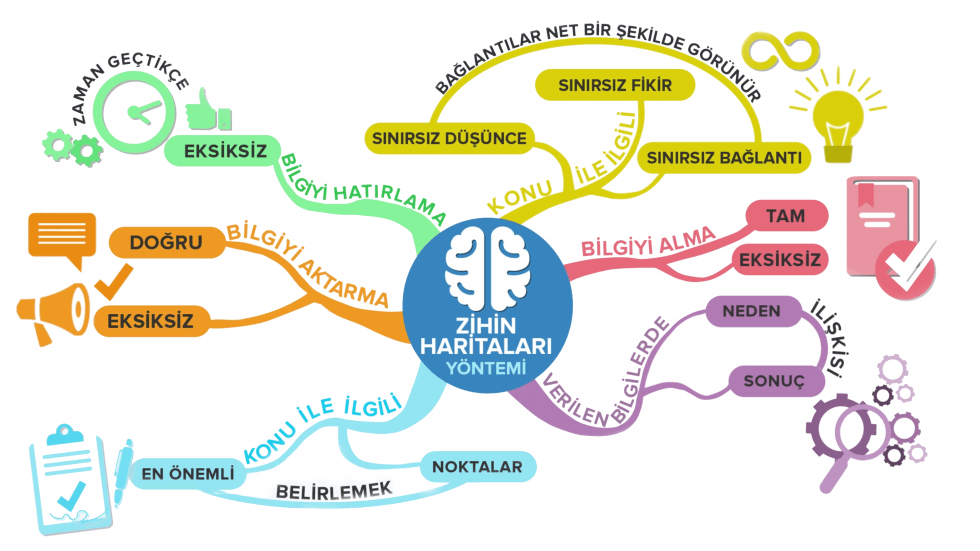 ZİHİN
HARİTALARI
YÖNTEMİ
KONU İLE İLGİLİ
SINIRSIZ DÜŞÜNCE
SINIRSIZ FİKİR
SINIRSIZ BAĞLANTI
BAĞLANTILAR NET BİR ŞEKİLDE GÖRÜNÜR
BİLGİYİ ALMA
TAM
EKSİKSİZ
VERİLEN BİLGİLERDE
NEDEN
SONUÇ
İLİŞKİSİ
KONU İLE İLGİLİ
EN ÖNEMLİ
NOKTALAR
BELİRLEMEK
BİLGİYİ AKTARMA
DOĞRU
EKSİKSİZ
BİLGİYİ HATIRLAMA
EKSİKSİZ
ZAMAN GEÇTİKÇE